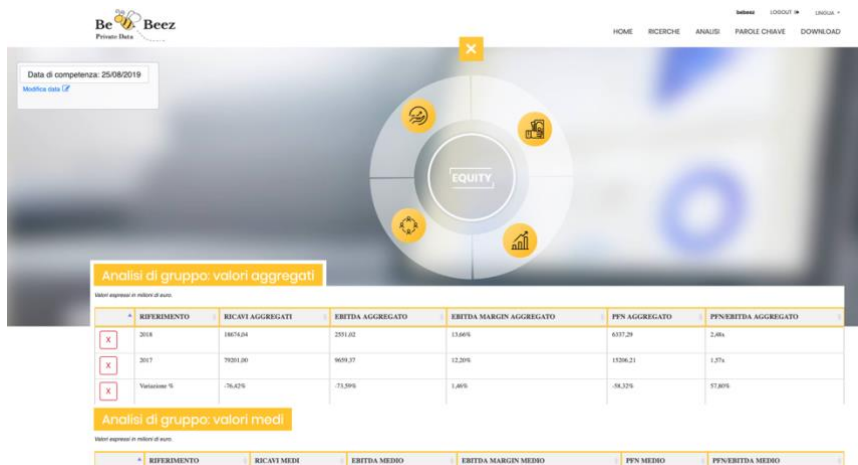 Be Beez
Private Data
bebeez LOGOUT LINGUA
HOME RICERCHE ANALISI PAROLE CHIAVE DOWNLOAD
Data di competenza: 25/08/2019
Modifica data
EQUITY
Analisi di gruppo: valori aggregati
Valori espressi in milioni di euro.
RIFERIMENTO RICAVI AGGREGATI EBITDA AGGREGATO EBITDA MARGIN AGGREGATO PFN AGGREGATO PFN/EBITDA AGGREGATO
X 2018 18674,04 2551,02 13,66% 6337,29 2,48x
X 2017 79201,00 9659,37 12,20% 15206,21 1,57x
X Variazione % -76,42% -73,59% 1,46% -58,32% 57,80%
Analisi di gruppo: valori medi
Valori espressi in milioni di euro.
RIFERIMENTO RICAVI MEDI EBITDA MEDIO EBITDA MARGIN MEDIO PFN MEDIO PFN/EBITDA MEDIO